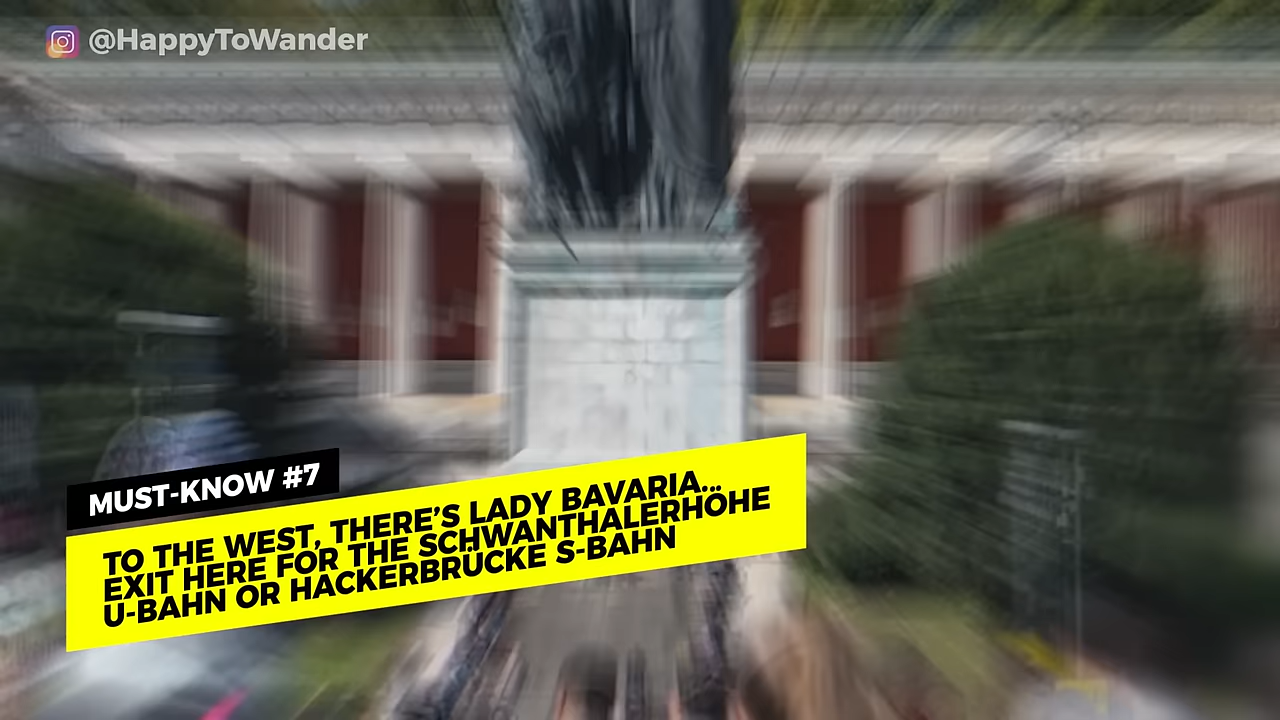 @HappyToWander
MUST-KNOW #7
TO THE WEST, THERE'S LADY BAVARIA...
EXIT HERE FOR THE SCHWANTHALERHÖHE
U-BAHN OR HACKERBRÜCKE S-BAHN